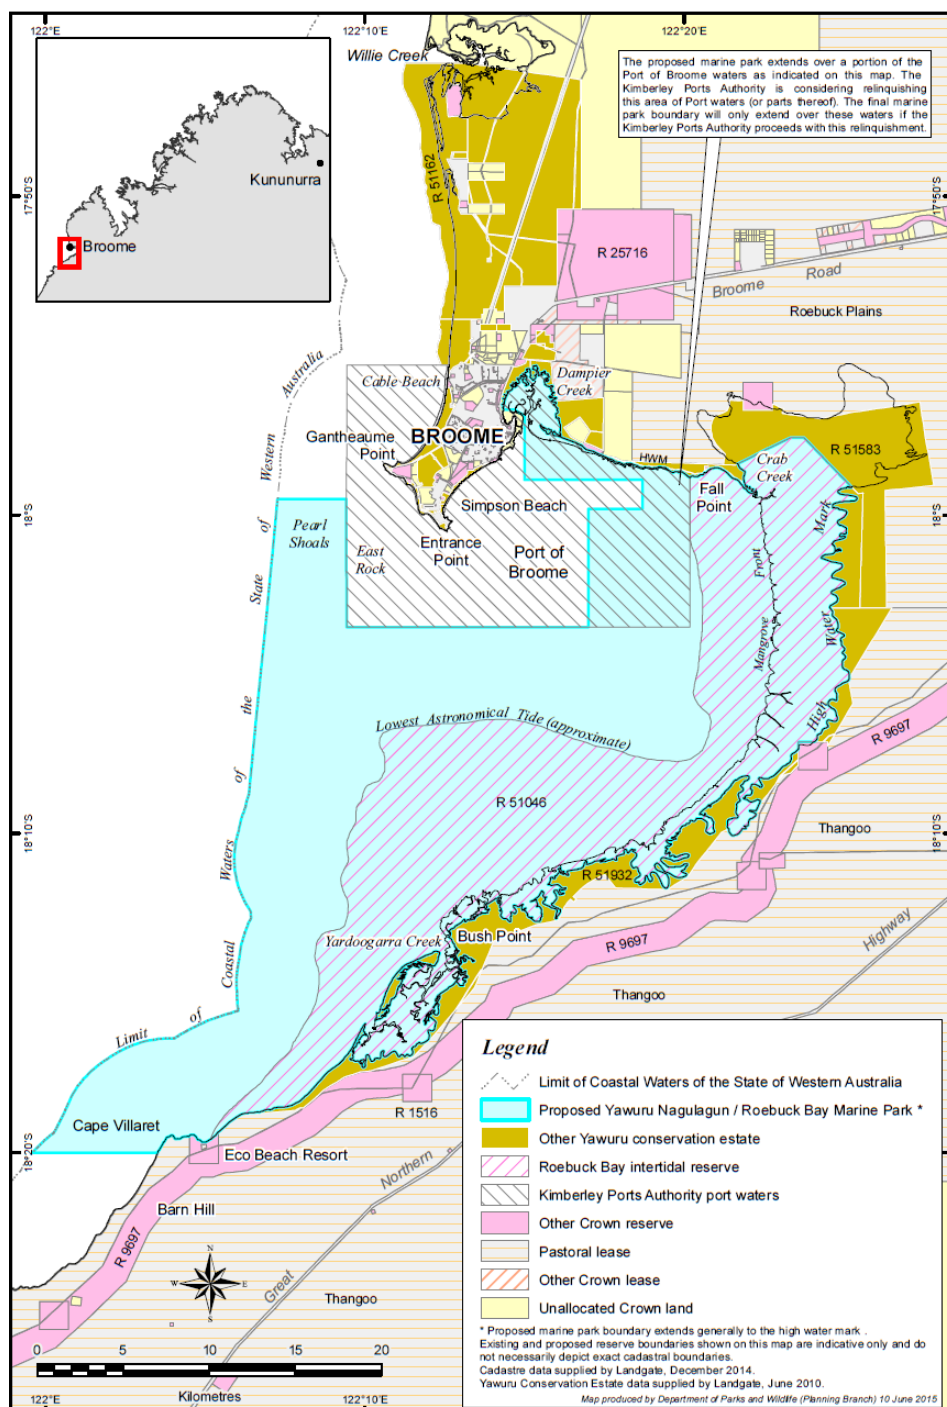 122°E
122°10'E
122°20'E
Willie Creek
The proposed marine park extends over a portion of the
Port of Broome waters as indicated on this map. The
Kimberley Ports Authority is considering relinquishing
this area of Port waters (or parts thereof). The final marine
park boundary will only extend over these waters if the
Kimberley Ports Authority proceeds with this relinquishment.
Kununurra
Broome
17°50'S
17°50'S
R 51162
R 25716
Broome Road
Roebuck Plains
Cable Beach
Dampier
Creek
Gantheaume
Point
BROOME
HWM
Crab
Creek
R 51583
Fall
Point
Simpson Beach
Entrance
Point
Port of
Broome
East
Rock
Pearl
Shoals
18°S
18°S
Limit of Coastal Waters of the State of Western Australia
Mangrove Front
High Water Mark
Lowest Astronomical Tide (approximate)
R 9697
R 51046
18°10'S
18°10'S
Thangoo
R 51932
Yardoogarra Creek
Bush Point
R 9697
Thangoo
Great Northern Highway
R 1516
Cape Villaret
18°20'S
Eco Beach Resort
Barn Hill
R 9697
Thangoo
N
W
E
S
0 5 10 15 20
Kilometres
122°E
122°10'E
122°20'E
Legend
Limit of Coastal Waters of the State of Western Australia
Proposed Yawuru Nagulagun / Roebuck Bay Marine Park *
Other Yawuru conservation estate
Roebuck Bay intertidal reserve
Kimberley Ports Authority port waters
Other Crown reserve
Pastoral lease
Other Crown lease
Unallocated Crown land
* Proposed marine park boundary extends generally to the high water mark .
Existing and proposed reserve boundaries shown on this map are indicative only and do
not necessarily depict exact cadastral boundaries.
Cadastre data supplied by Landgate, December 2014.
Yawuru Conservation Estate data supplied by Landgate, June 2010.
Map produced by Department of Parks and Wildlife (Planning Branch) 10 June 2015